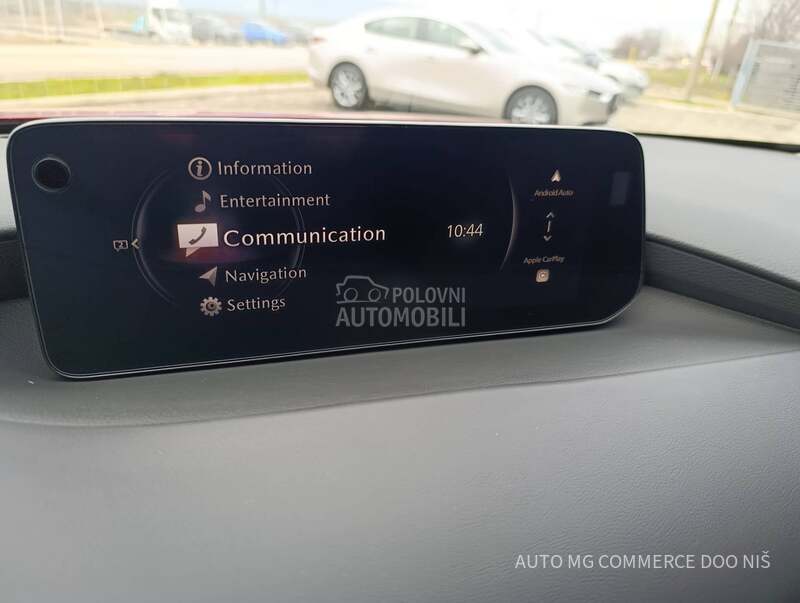 Information
Entertainment
Communication
Navigation
Settings
10:44
Android Auto
Apple CarPlay
POLOVNI
AUTOMOBILI
AUTO MG COMMERCE DOO NIŠ